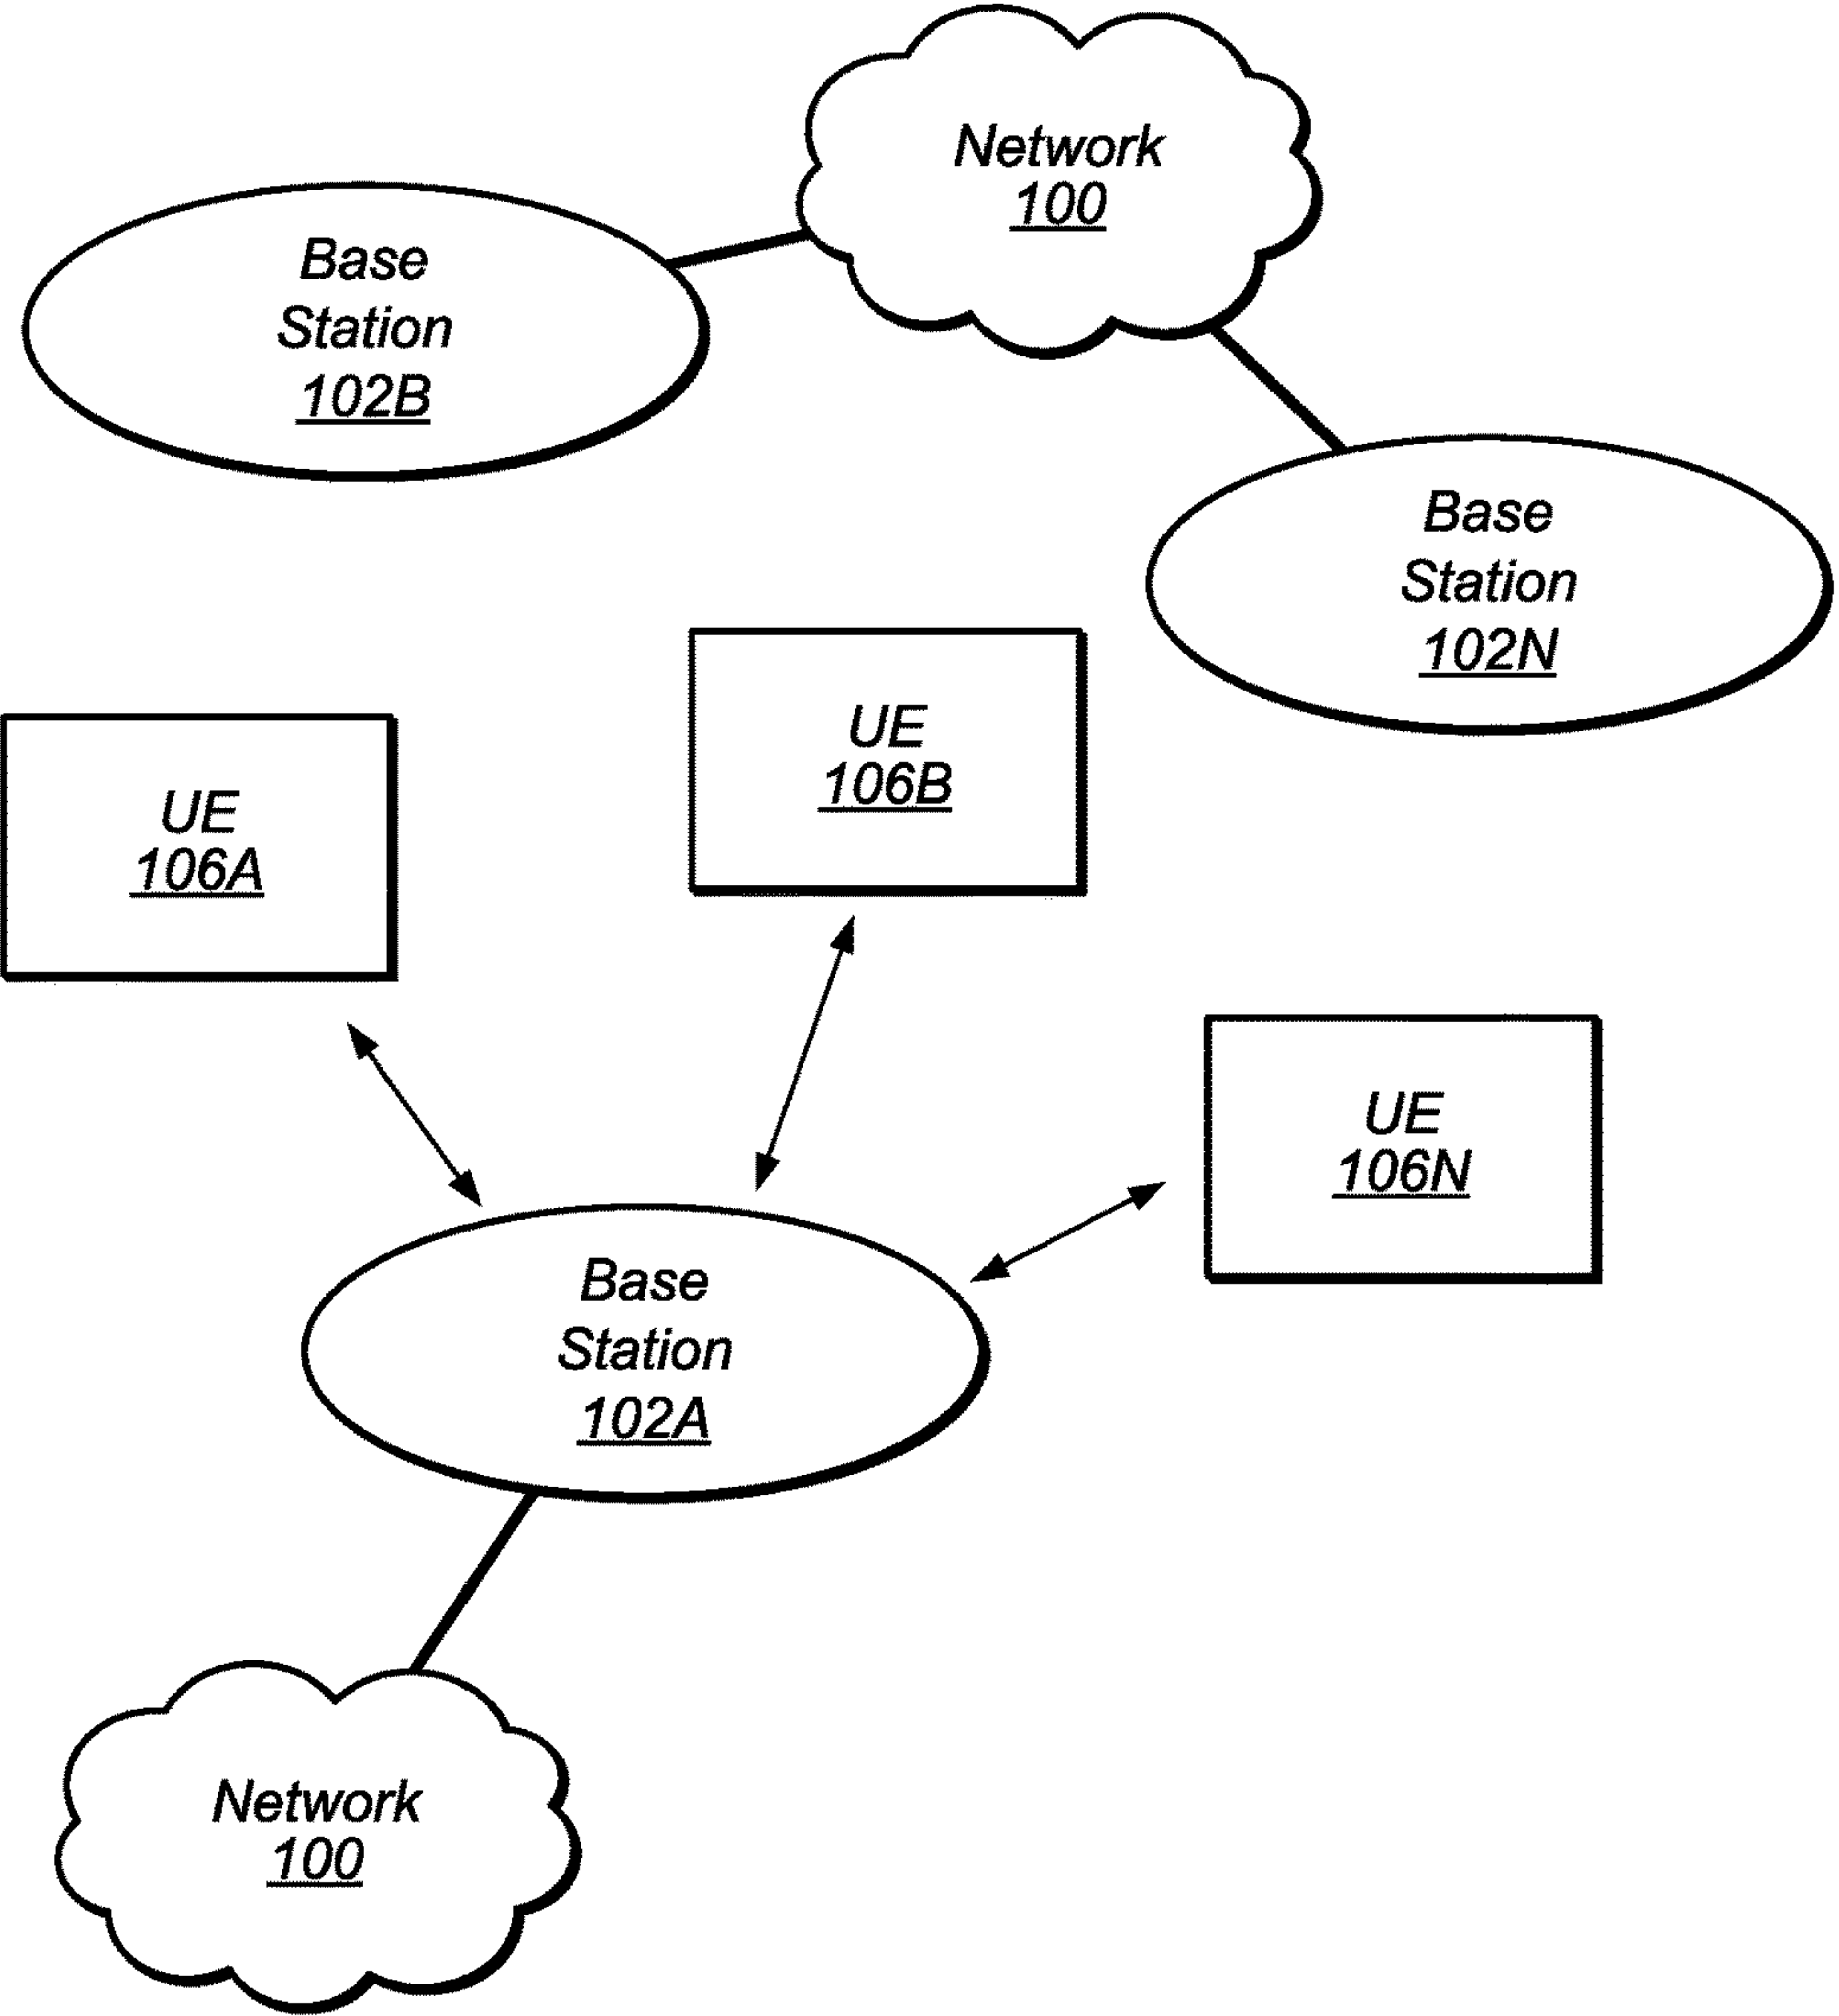 Network
100
Base
Station
102B
Base
Station
102N
UE
106B
UE
106A
UE
106N
Base
Station
102A
Network
100